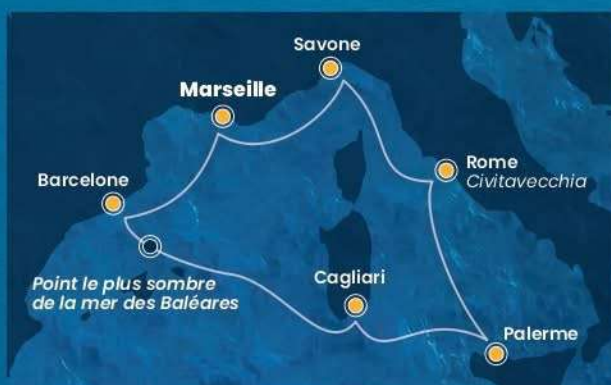 Savone
Marseille
Rome
Civitavecchia
Barcelone
Point le plus sombre
de la mer des Baléares
Cagliari
Palerme